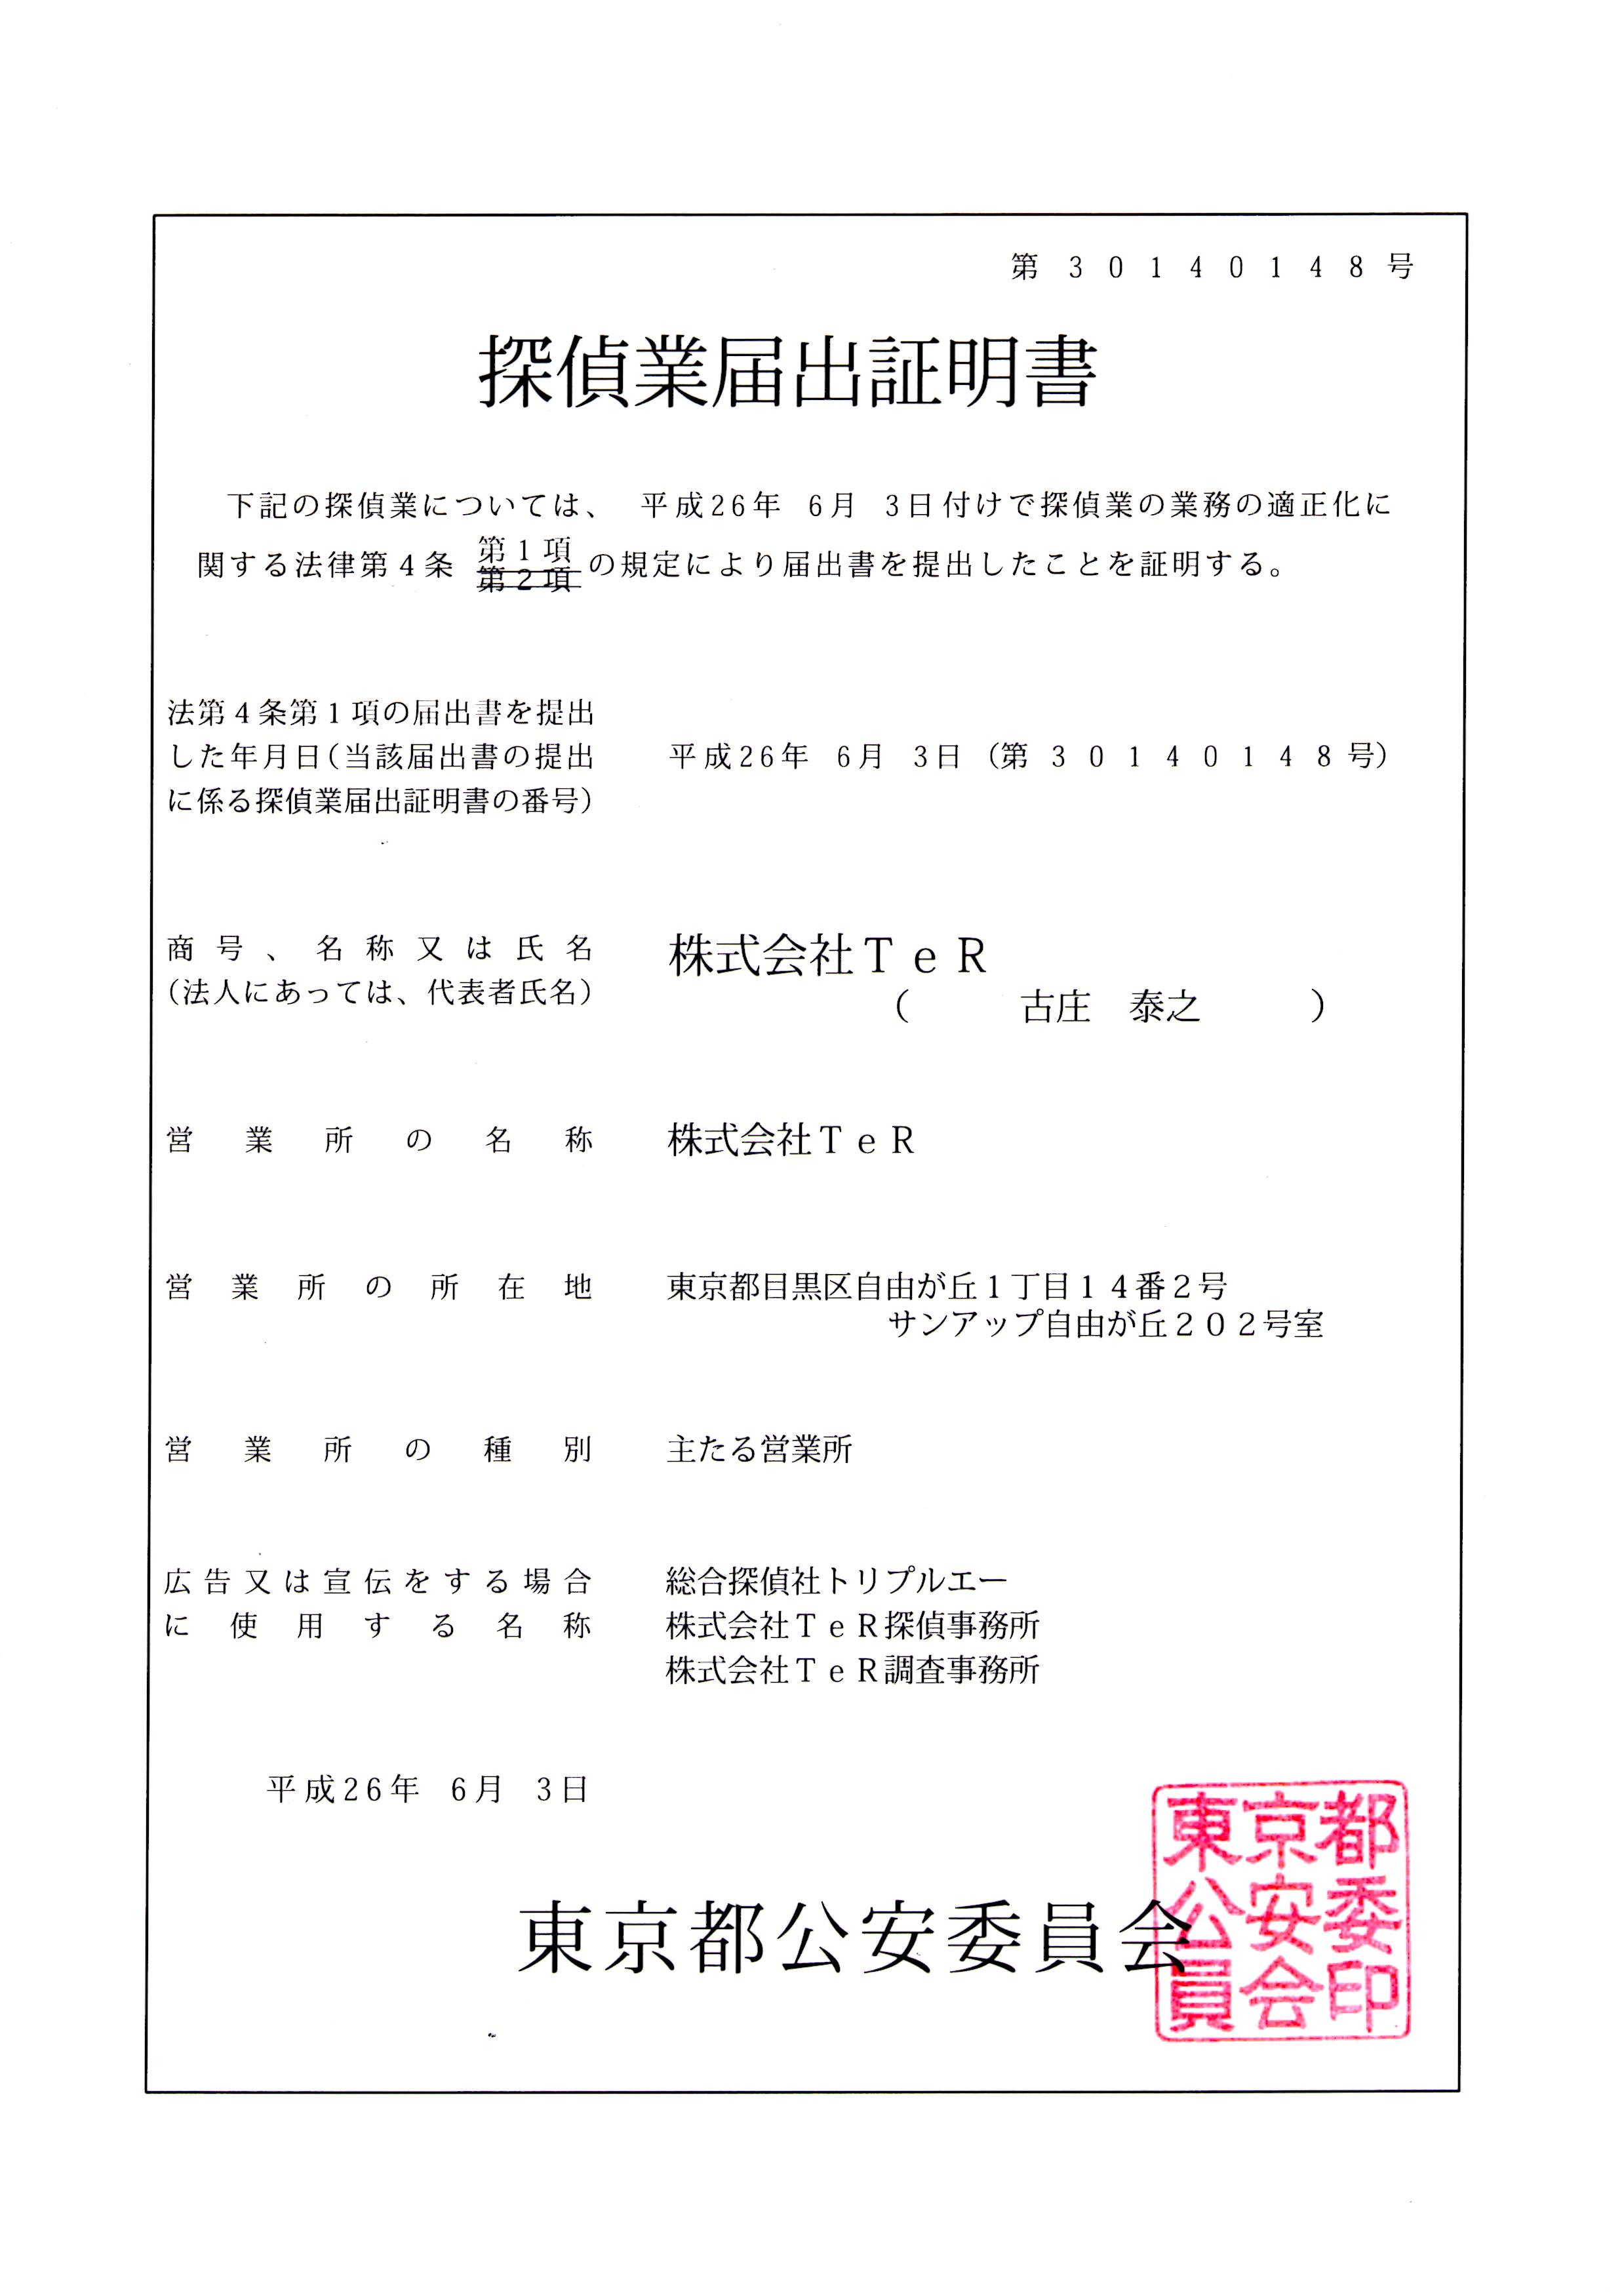 第 ３０１４０１４８ 号
探偵業届出証明書
下記の探偵業については、 平成26年 6月 3日付けで探偵業の業務の適正化に
関する法律第４条 第１項 の規定により届出書を提出したことを証明する。
第２項
法第４条第１項の届出書を提出
した年月日（当該届出書の提出 平成26年 6月 3日（第 ３０１４０１４８ 号）
に係る探偵業届出証明書の番号）
商号、名称又は氏名 株式会社ＴｅＲ
（法人にあっては、代表者氏名） （ 古庄 泰之 ）
営業所の名称 株式会社ＴｅＲ
営業所の所在地 東京都目黒区自由が丘１丁目１４番２号
サンアップ自由が丘２０２号室
営業所の種別 主たる営業所
広告又は宣伝をする場合 総合探偵社トリプルエー
に使用する名称 株式会社ＴｅＲ探偵事務所
株式会社ＴｅＲ調査事務所
平成26年 6月 3日
東京都公安委員会
東京都
公安委
員会印